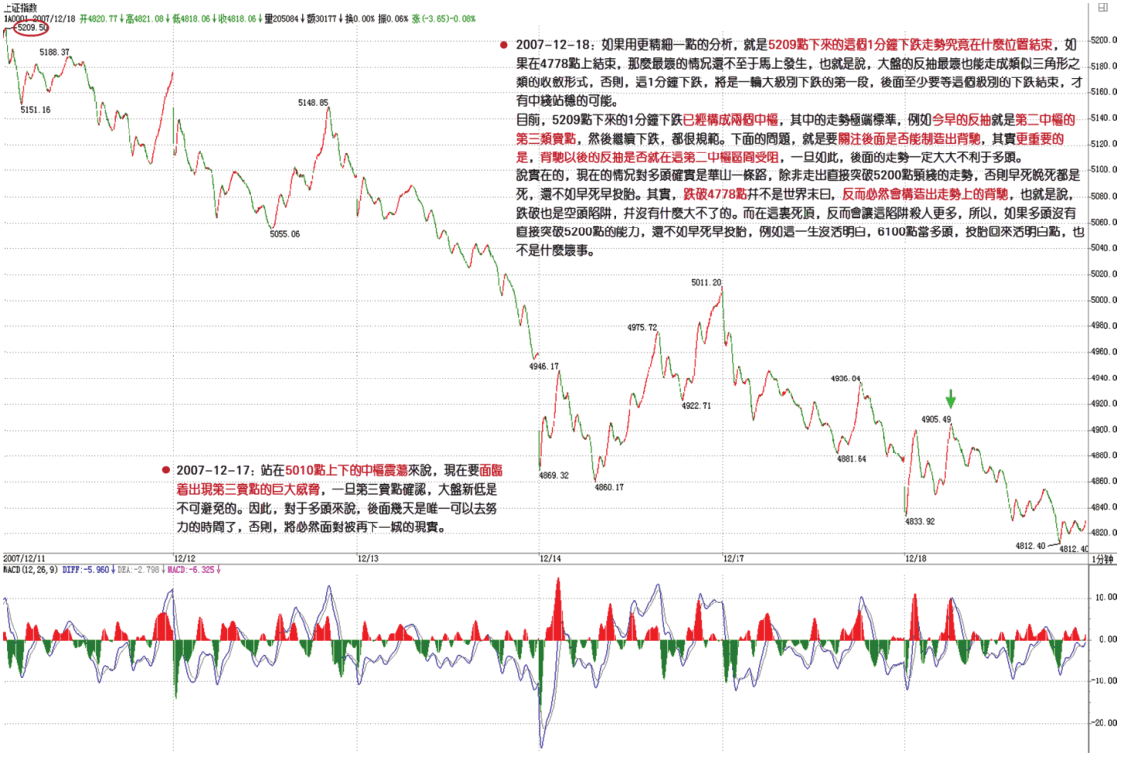 上证指数
1A0001 2007/12/18 开4820.77↓高4821.08↓低4818.06↓收4818.06↓量205084↓额30177↓换0.00% 振0.06% 涨(-3.65)-0.08%
5209.50
5188.37
5151.16
5148.85
5055.06
● 2007-12-18：如果用更精細一點的分析，就是5209點下來的這個1分鐘下跌走勢究竟在什麼位置結束，如
果在4778點上結束，那麼最壞的情況還不至于馬上發生，也就是說，大盤的反抽最壞也能走成類似三角形之
類的收斂形式，否則，這1分鐘下跌，將是一輪大級別下跌的第一段，後面至少要等這個級別的下跌結束，才
有中綫站穩的可能。
目前，5209點下來的1分鐘下跌已經構成兩個中樞，其中的走勢極端標準，例如今早的反抽就是第二中樞的
第三類賣點，然後繼續下跌，都很規範。下面的問題，就是要關注後面是否能制造出背馳，其實更重要的
是，背馳以後的反抽是否就在這第二中樞區間受阻，一旦如此，後面的走勢一定大大不利于多頭。
說實在的，現在的情況對多頭確實是華山一條路，除非走出直接突破5200點頸綫的走勢，否則早死晚死都是
死，還不如早死早投胎。其實，跌破4778點并不是世界末日，反而必然會構造出走勢上的背馳，也就是說，
跌破也是空頭陷阱，并沒有什麼大不了的。而在這裏死頂，反而會讓這陷阱殺人更多，所以，如果多頭沒有
直接突破5200點的能力，還不如早死早投胎，例如這一生沒活明白，6100點當多頭，投胎回來活明白點，也
不是什麼壞事。
5200.0
5180.0
5160.0
5140.0
5120.0
5100.0
5080.0
5060.0
5040.0
5020.0
5000.0
4980.0
4960.0
4940.0
4920.0
4900.0
4880.0
4860.0
4840.0
4820.0
4946.17
4869.32
4860.17
4975.72
4922.71
5011.20
4936.04
4881.64
4905.49
4833.92
4812.40
4812.40
● 2007-12-17：站在5010點上下的中樞震蕩來說，現在要面臨
着出現第三賣點的巨大威脅，一旦第三賣點確認，大盤新低是
不可避免的。因此，對于多頭來說，後面幾天是唯一可以去努
力的時間了，否則，將必然面對被再下一城的現實。
2007/12/11 12/12 12/13 12/14 12/17 12/18 1分钟
MACD(12,26,9) DIFF:-5.960↓DEA:-2.798↓MACD:-6.325↓
10.00
0.00
-10.00
-20.00